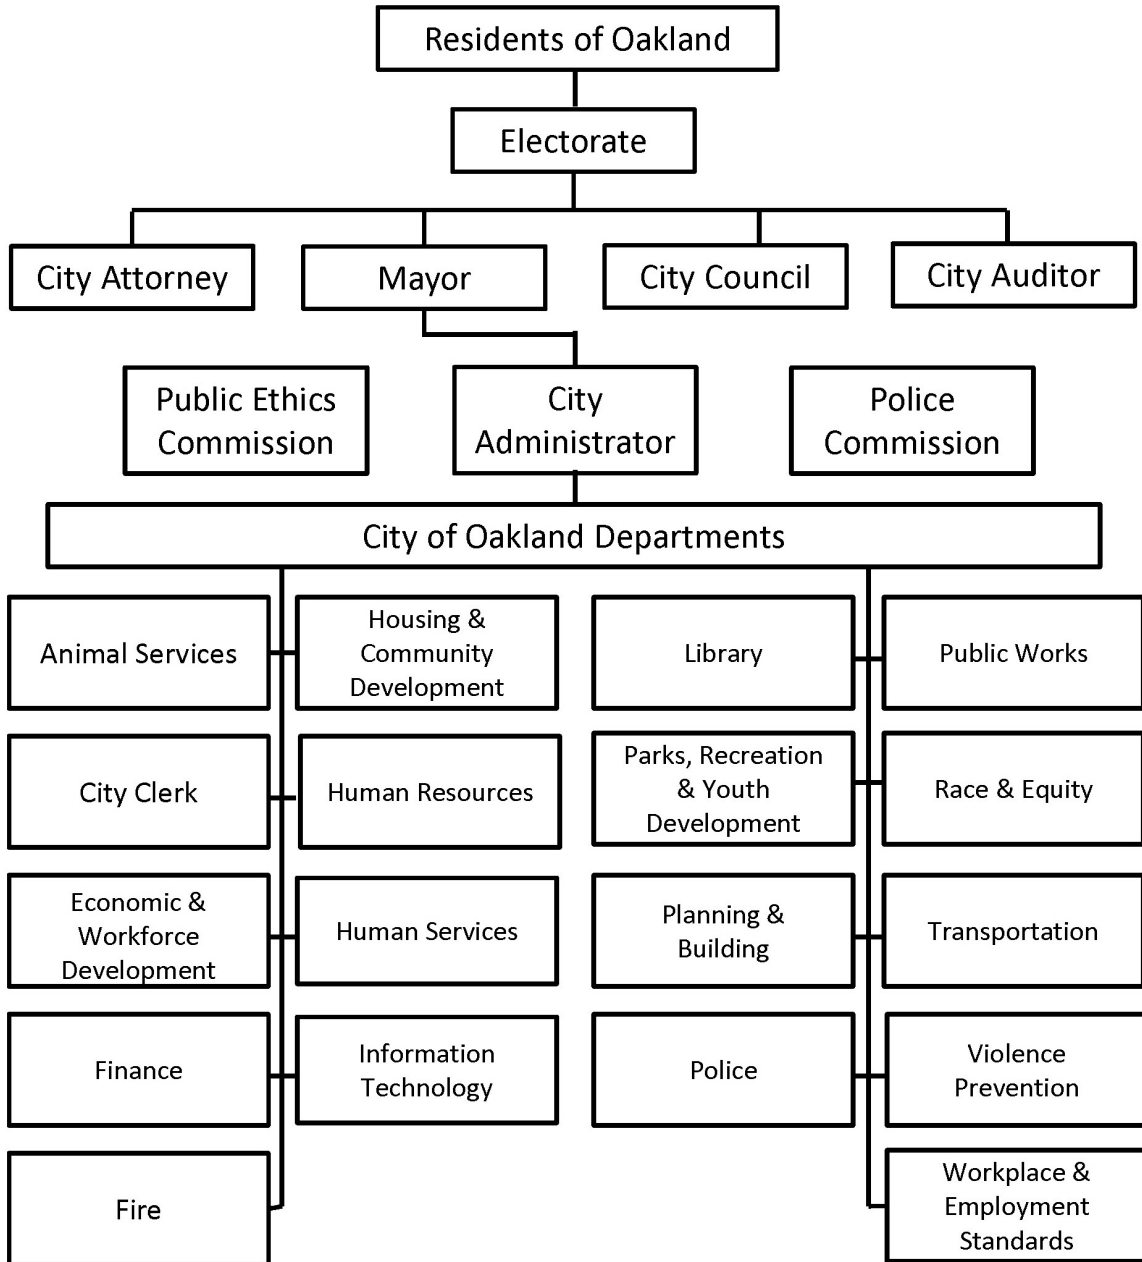 Residents of Oakland
Electorate
City Attorney
Mayor
City Council
City Auditor
Public Ethics
Commission
City
Administrator
Police
Commission
City of Oakland Departments
Animal Services
Housing &
Community
Development
Library
Public Works
City Clerk
Human Resources
Parks, Recreation
& Youth
Development
Race & Equity
Economic &
Workforce
Development
Human Services
Planning &
Building
Transportation
Finance
Information
Technology
Police
Violence
Prevention
Fire
Workplace &
Employment
Standards